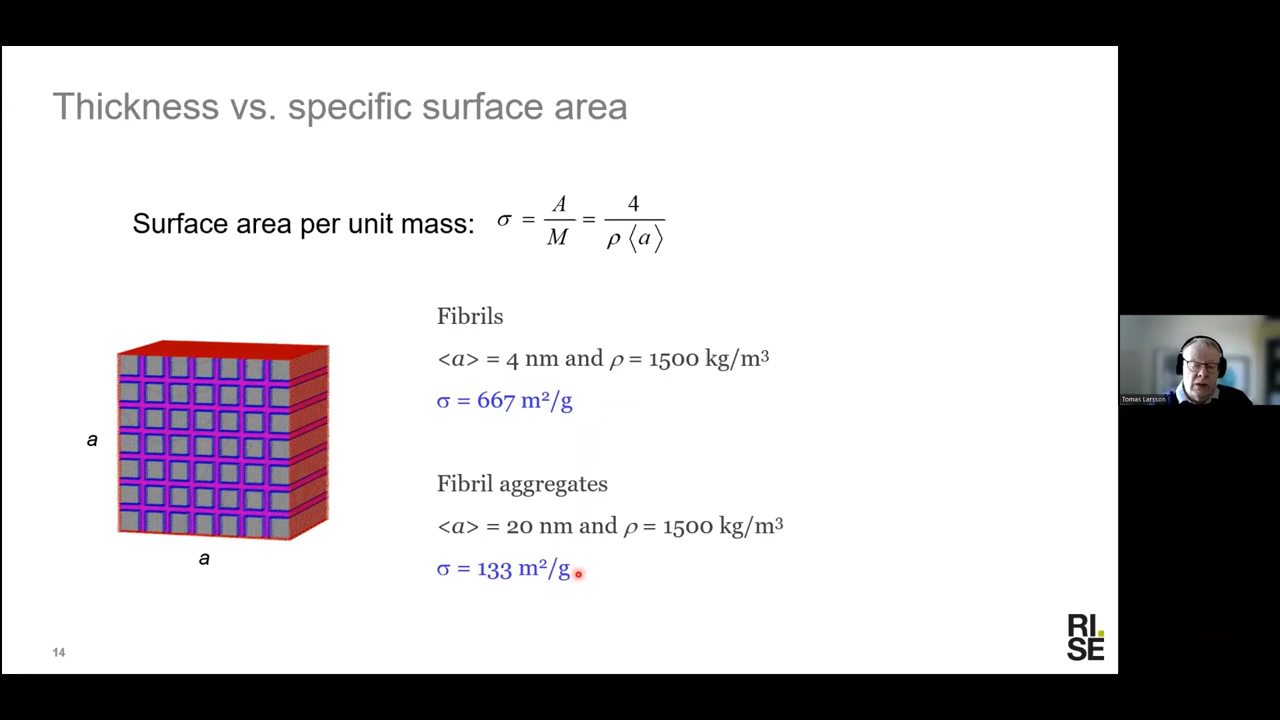 Thickness vs. specific surface area
Surface area per unit mass: σ = A/M = 4/(ρ⟨a⟩)
Fibrils
<a> = 4 nm and ρ = 1500 kg/m³
σ = 667 m²/g
a
a
Fibril aggregates
<a> = 20 nm and ρ = 1500 kg/m³
σ = 133 m²/g
14
RI.
SE
Tomas Larsson